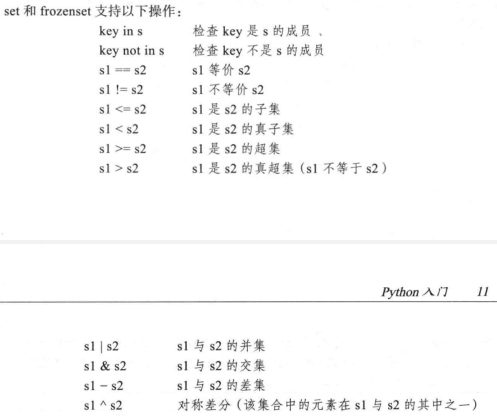 set 和 frozenset 支持以下操作：
key in s 检查 key 是 s 的成员 、
key not in s 检查 key 不是 s 的成员
s1 == s2 s1 等价 s2
s1 != s2 s1 不等价 s2
s1 <= s2 s1 是 s2 的子集
s1 < s2 s1 是 s2 的真子集
s1 >= s2 s1 是 s2 的超集
s1 > s2 s1 是 s2 的真超集（s1 不等于 s2）
Python 入门 11
s1 | s2 s1 与 s2 的并集
s1 & s2 s1 与 s2 的交集
s1 − s2 s1 与 s2 的差集
s1 ^ s2 对称差分（该集合中的元素在 s1 与 s2 的其中之一）